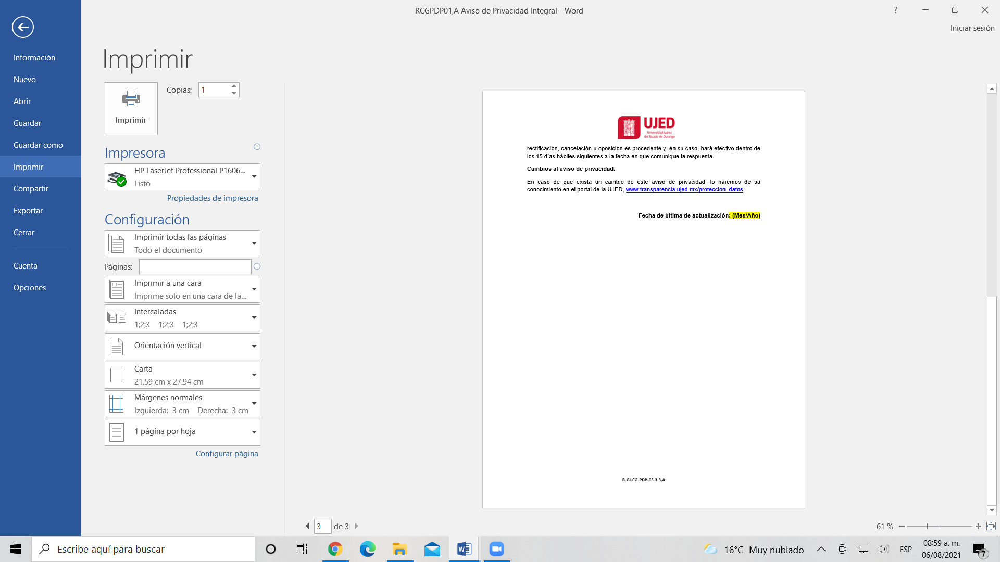 RCGPDP01,A Aviso de Privacidad Integral - Word
?
Iniciar sesión
Información
Nuevo
Abrir
Guardar
Guardar como
Imprimir
Compartir
Exportar
Cerrar
Cuenta
Opciones
Imprimir
Imprimir
Copias: 1
Impresora
HP LaserJet Professional P1606...
Listo
Propiedades de impresora
Configuración
Imprimir todas las páginas
Todo el documento
Páginas:
Imprimir a una cara
Imprime solo en una cara de la...
Intercaladas
1;2;3 1;2;3 1;2;3
Orientación vertical
Carta
21.59 cm x 27.94 cm
Márgenes normales
Izquierda: 3 cm Derecha: 3 cm
1 página por hoja
Configurar página
UJED
Universidad Juárez
del Estado de Durango
rectificación, cancelación u oposición es procedente y, en su caso, hará efectivo dentro de
los 15 días hábiles siguientes a la fecha en que comunique la respuesta.
Cambios al aviso de privacidad.
En caso de que exista un cambio de este aviso de privacidad, lo haremos de su
conocimiento en el portal de la UJED, www.transparencia.ujed.mx/proteccion_datos.
Fecha de última de actualización: (Mes/Año)
R-GI-CG-PDP-05.3.3,A
3 de 3
61 %
Escribe aquí para buscar
16°C Muy nublado
ESP
08:59 a. m.
06/08/2021
7